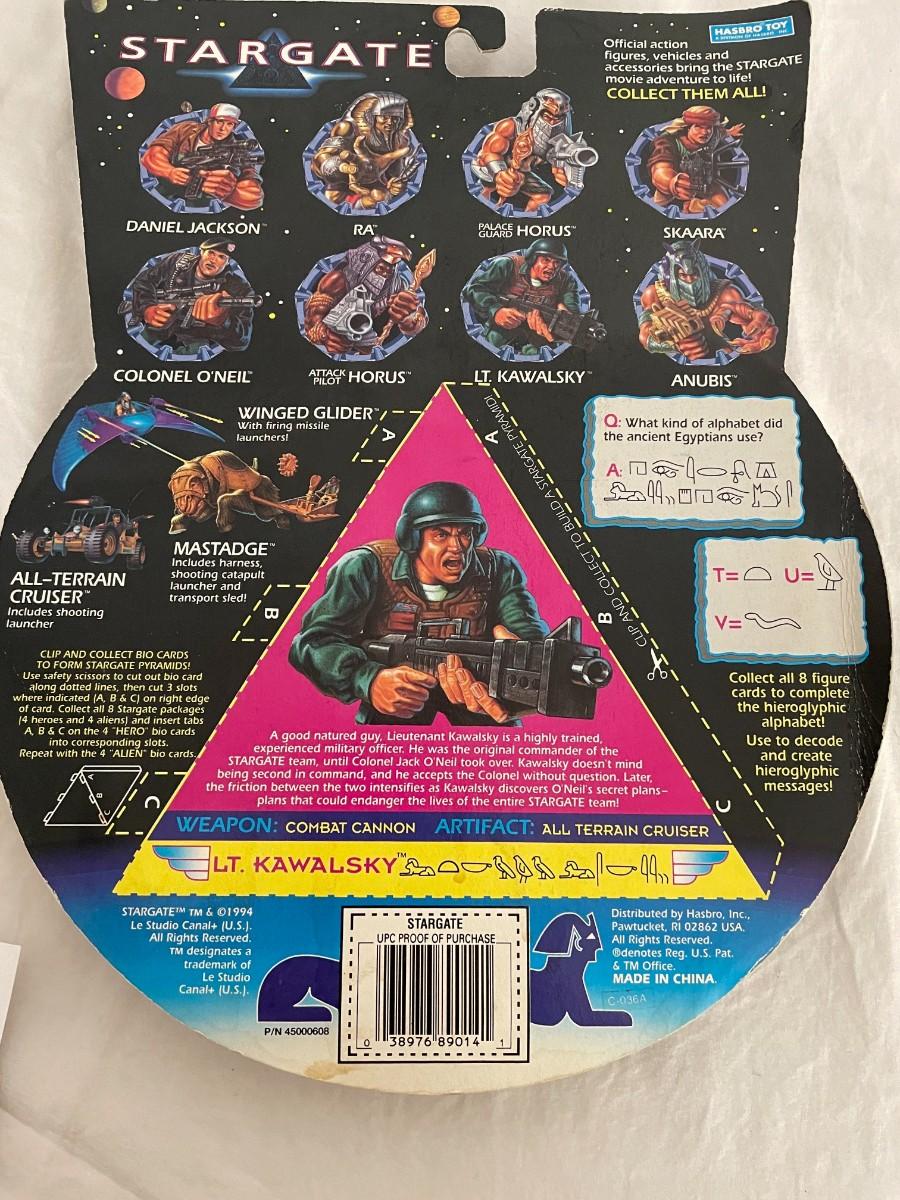 STARGATE
HASBRO TOY
A DIVISION OF HASBRO, INC.
Official action
figures, vehicles and
accessories bring the STARGATE
movie adventure to life!
COLLECT THEM ALL!
DANIEL JACKSON™
RA™
PALACE GUARD HORUS™
SKAARA™
COLONEL O'NEIL™
ATTACK PILOT HORUS™
LT. KAWALSKY™
ANUBIS™
WINGED GLIDER™
With firing missile
launchers!
MASTADGE™
Includes harness,
shooting catapult
launcher and
transport sled!
ALL-TERRAIN
CRUISER™
Includes shooting
launcher
A
A
B
B
C
C
CLIP AND COLLECT TO BUILD A STARGATE PYRAMID!
Q: What kind of alphabet did
the ancient Egyptians use?
A:
T= U=
V=
Collect all 8 figure
cards to complete
the hieroglyphic
alphabet!
Use to decode
and create
hieroglyphic
messages!
CLIP AND COLLECT BIO CARDS
TO FORM STARGATE PYRAMIDS!
Use safety scissors to cut out bio card
along dotted lines, then cut 3 slots
where indicated (A, B & C) on right edge
of card. Collect all 8 Stargate packages
(4 heroes and 4 aliens) and insert tabs
A, B & C on the 4 "HERO" bio cards
into corresponding slots.
Repeat with the 4 "ALIEN" bio cards.
A
B
C
A good natured guy, Lieutenant Kawalsky is a highly trained,
experienced military officer. He was the original commander of the
STARGATE team, until Colonel Jack O'Neil took over. Kawalsky doesn't mind
being second in command, and he accepts the Colonel without question. Later,
the friction between the two intensifies as Kawalsky discovers O'Neil's secret plans–
plans that could endanger the lives of the entire STARGATE team!
WEAPON: COMBAT CANNON ARTIFACT: ALL TERRAIN CRUISER
LT. KAWALSKY™
STARGATE™ TM & ©1994
Le Studio Canal+ (U.S.).
All Rights Reserved.
TM designates a
trademark of
Le Studio
Canal+ (U.S.).
P/N 45000608
STARGATE
UPC PROOF OF PURCHASE
0 38976 89014 1
Distributed by Hasbro, Inc.,
Pawtucket, RI 02862 USA.
All Rights Reserved.
®denotes Reg. U.S. Pat.
& TM Office.
MADE IN CHINA.
C-036A